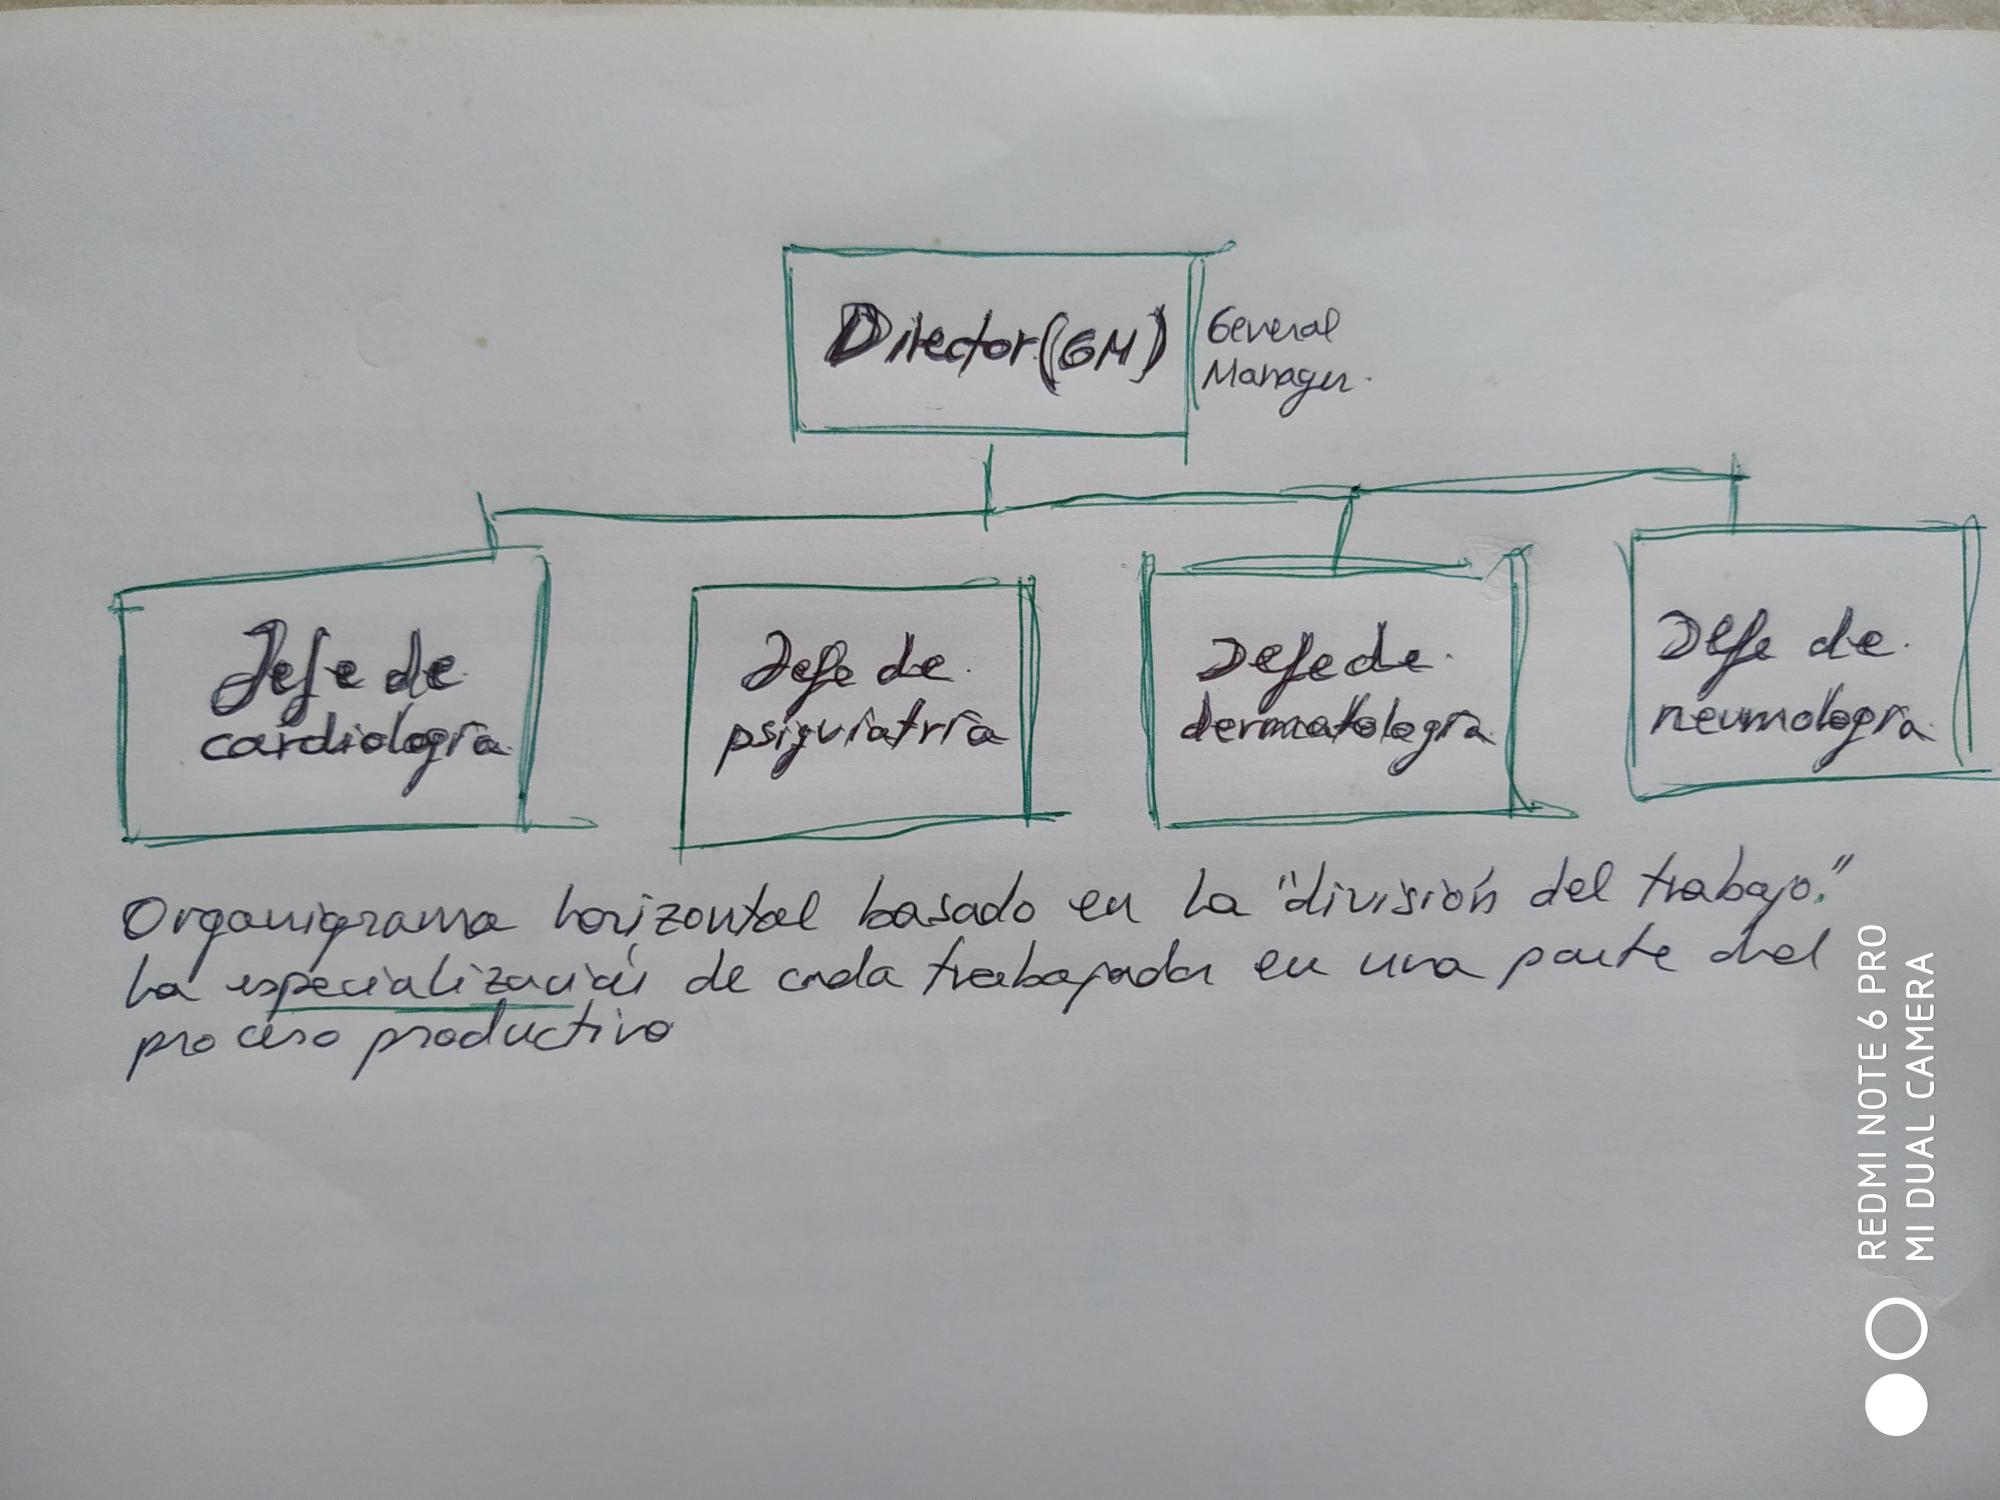 Director (GM)
General
Manager.
Jefe de
cardiología
Jefe de
psiquiatría
Jefe de
dermatología
Jefe de
neumología
Organigrama horizontal basado en la "división del trabajo."
La especialización de cada trabajador en una parte del
proceso productivo
REDMI NOTE 6 PRO
MI DUAL CAMERA